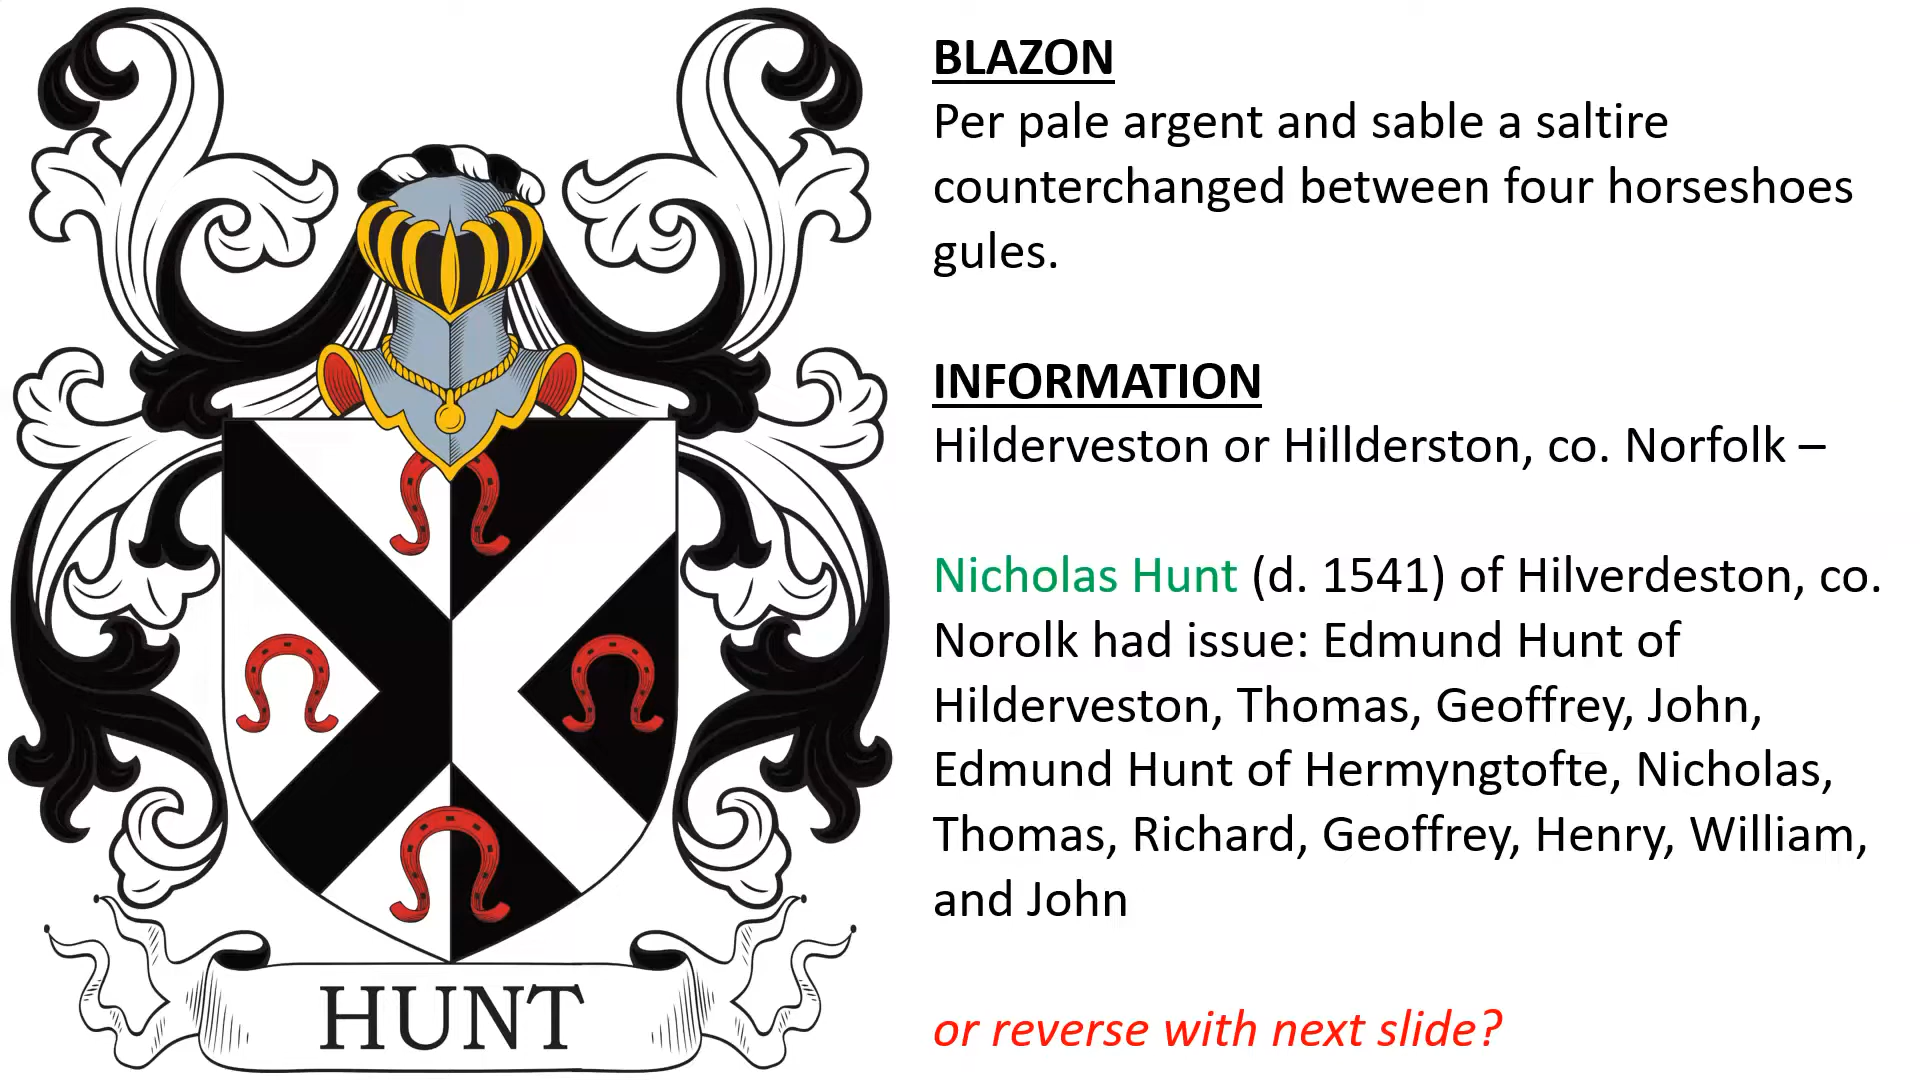 BLAZON
Per pale argent and sable a saltire
counterchanged between four horseshoes
gules.
INFORMATION
Hilderveston or Hillderston, co. Norfolk –
Nicholas Hunt (d. 1541) of Hilverdeston, co.
Norolk had issue: Edmund Hunt of
Hilderveston, Thomas, Geoffrey, John,
Edmund Hunt of Hermyngtofte, Nicholas,
Thomas, Richard, Geoffrey, Henry, William,
and John
or reverse with next slide?
HUNT